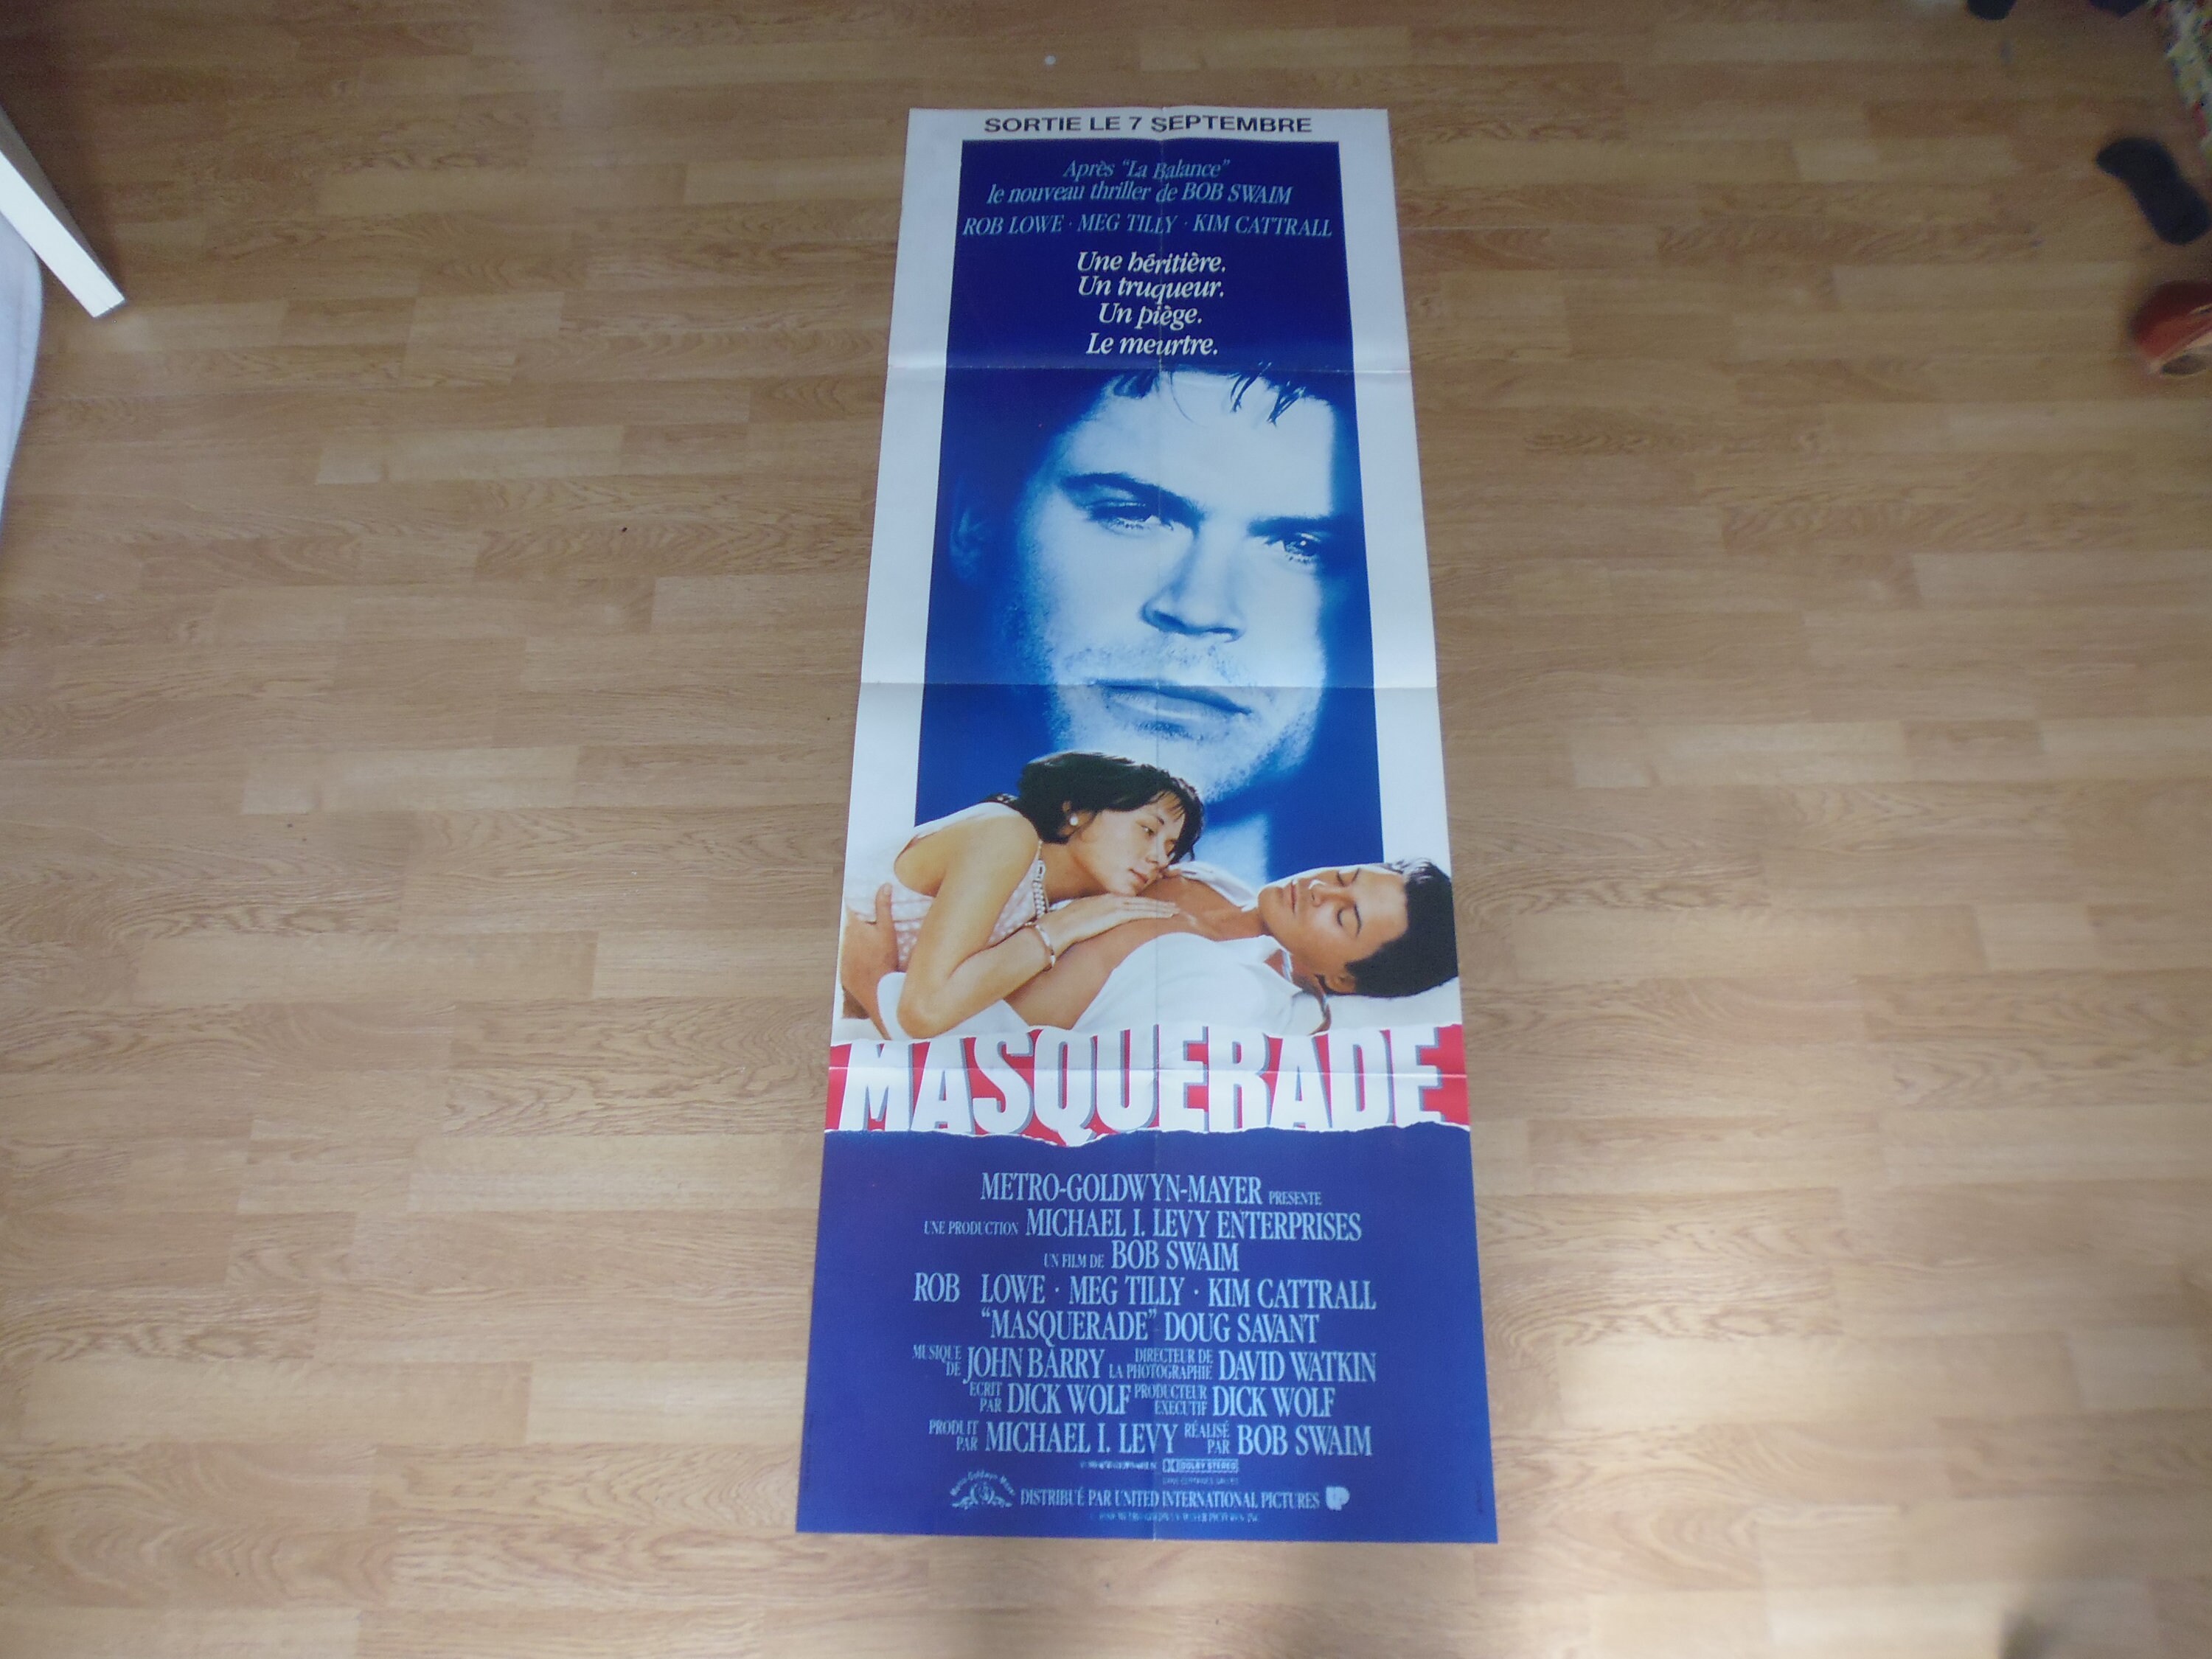 SORTIE LE 7 SEPTEMBRE
Après "La Balance"
le nouveau thriller de BOB SWAIM
ROB LOWE · MEG TILLY · KIM CATTRALL
Une héritière.
Un truqueur.
Un piège.
Le meurtre.
MASQUERADE
METRO-GOLDWYN-MAYER PRESENTE
UNE PRODUCTION MICHAEL I. LEVY ENTERPRISES
UN FILM DE BOB SWAIM
ROB LOWE · MEG TILLY · KIM CATTRALL
"MASQUERADE" DOUG SAVANT
MUSIQUE DE JOHN BARRY DIRECTEUR DE LA PHOTOGRAPHIE DAVID WATKIN
ECRIT PAR DICK WOLF PRODUCTEUR EXECUTIF DICK WOLF
PRODUIT PAR MICHAEL I. LEVY RÉALISÉ PAR BOB SWAIM
DOLBY STEREO
Metro-Goldwyn-Mayer
DISTRIBUÉ PAR UNITED INTERNATIONAL PICTURES